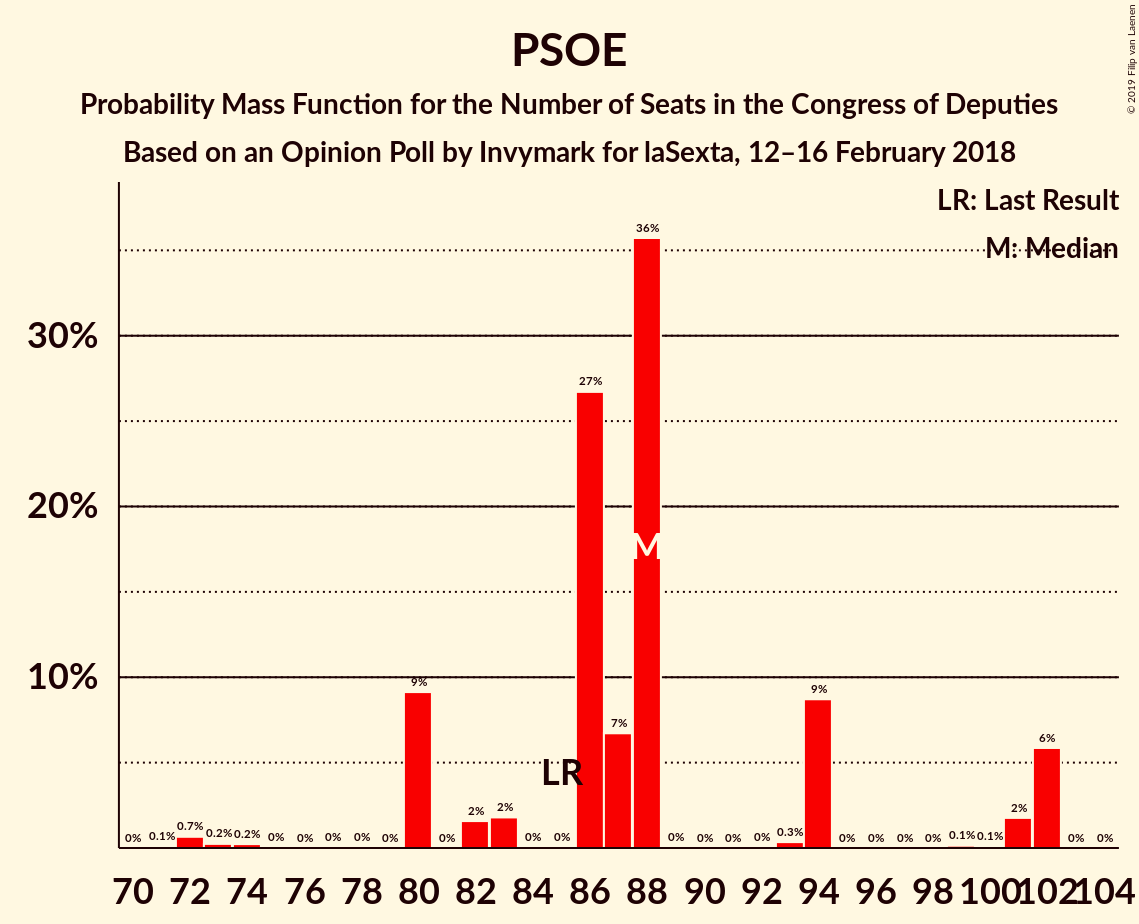 PSOE
Probability Mass Function for the Number of Seats in the Congress of Deputies
Based on an Opinion Poll by Invymark for laSexta, 12–16 February 2018
© 2019 Filip van Laenen
LR: Last Result
M: Median
36%
30%
27%
20%
M
10%
9%
9%
7%
6%
LR
0% 0.1% 0.7% 0.2% 0.2% 0% 0% 0% 0% 0% 0% 2% 2% 0% 0% 0% 0% 0% 0% 0.3% 0% 0% 0% 0% 0.1% 0.1% 2% 0% 0%
70 72 74 76 78 80 82 84 86 88 90 92 94 96 98 100 102 104